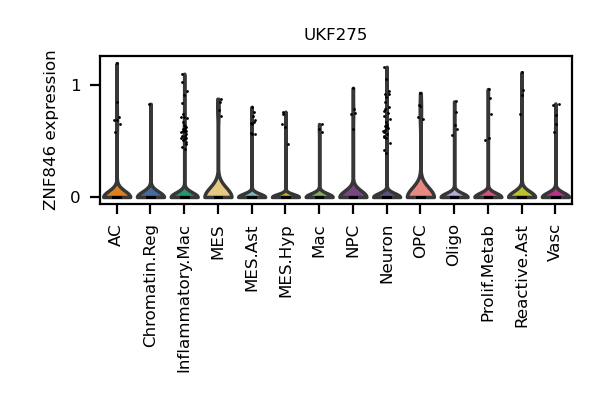 UKF275
ZNF846 expression
1
0
AC
Chromatin.Reg
Inflammatory.Mac
MES
MES.Ast
MES.Hyp
Mac
NPC
Neuron
OPC
Oligo
Prolif.Metab
Reactive.Ast
Vasc